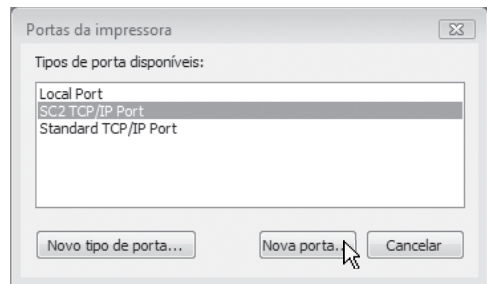 Portas da impressora
Tipos de porta disponíveis:
Local Port
SC2 TCP/IP Port
Standard TCP/IP Port
Novo tipo de porta... Nova porta... Cancelar